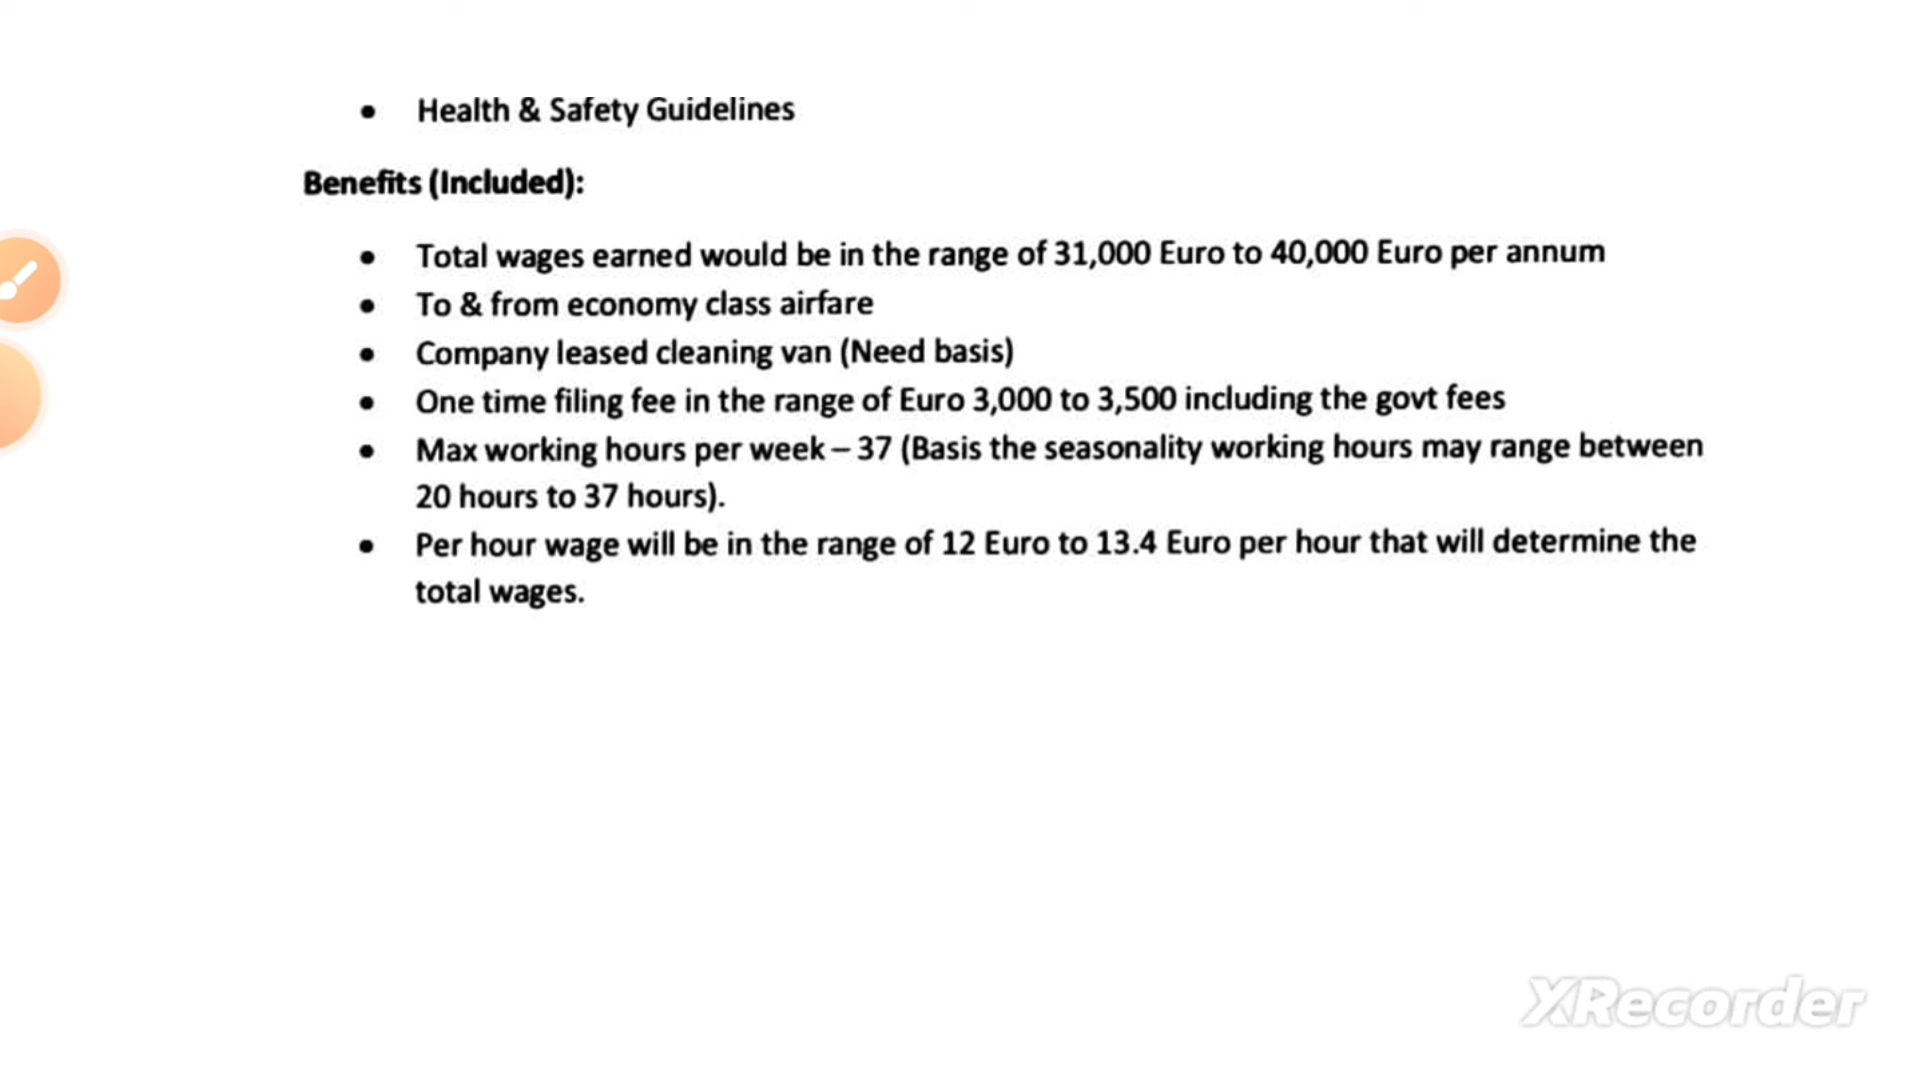 • Health & Safety Guidelines
Benefits (Included):
• Total wages earned would be in the range of 31,000 Euro to 40,000 Euro per annum
• To & from economy class airfare
• Company leased cleaning van (Need basis)
• One time filing fee in the range of Euro 3,000 to 3,500 including the govt fees
• Max working hours per week – 37 (Basis the seasonality working hours may range between
20 hours to 37 hours).
• Per hour wage will be in the range of 12 Euro to 13.4 Euro per hour that will determine the
total wages.
XRecorder